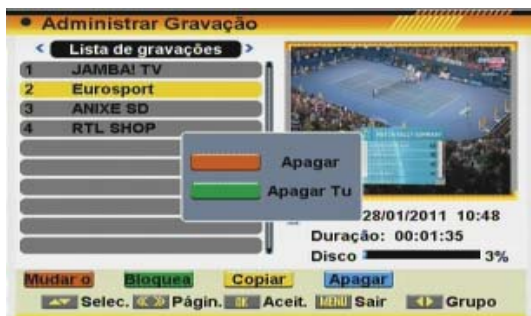 Administrar Gravação
Lista de gravações
1 JAMBA! TV
2 Eurosport
3 ANIXE SD
4 RTL SHOP
Apagar
Apagar Tu
28/01/2011 10:48
Duração: 00:01:35
Disco 3%
Mudar o Bloquea Copiar Apagar
Selec. Págin. OK Aceit. MENU Sair Grupo